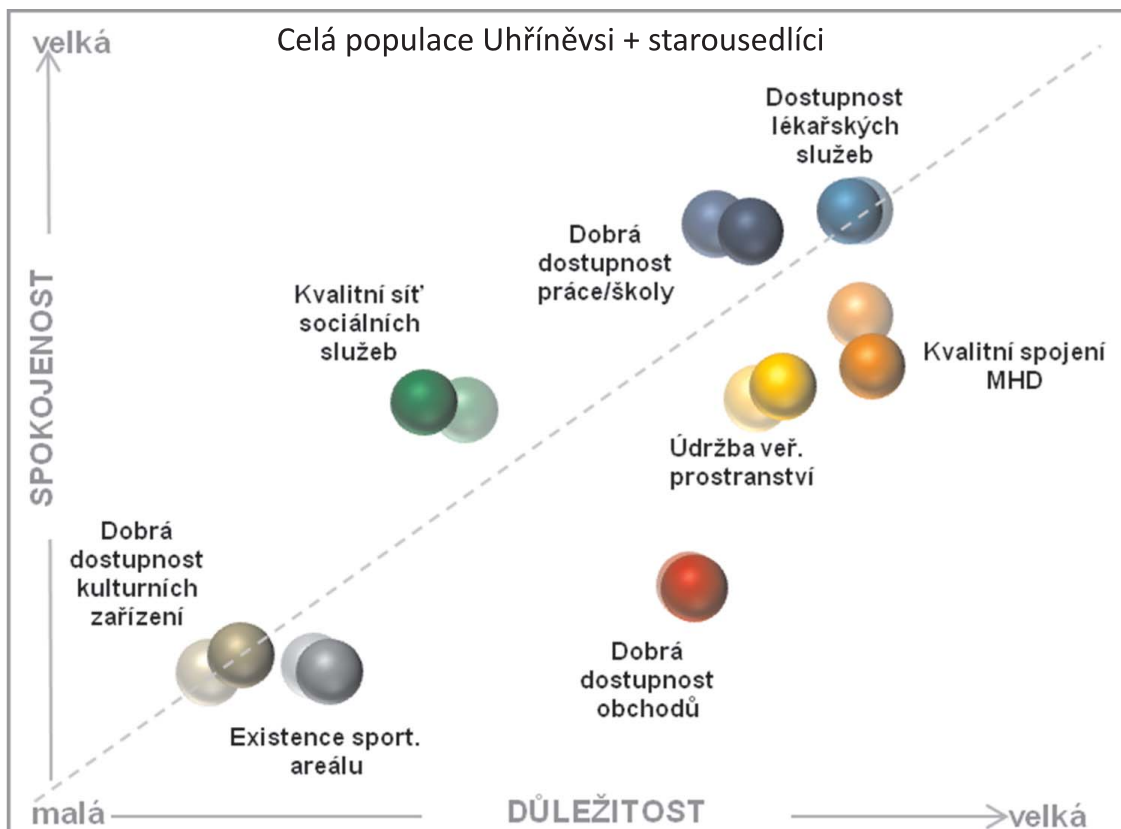 Celá populace Uhříněvsi + starousedlíci
velká
Dostupnost
lékařských
služeb
Dobrá
dostupnost
práce/školy
Kvalitní síť
sociálních
služeb
Kvalitní spojení
MHD
SPOKOJENOST
Údržba veř.
prostranství
Dobrá
dostupnost
kulturních
zařízení
Dobrá
dostupnost
obchodů
Existence sport.
areálu
malá
DŮLEŽITOST
velká